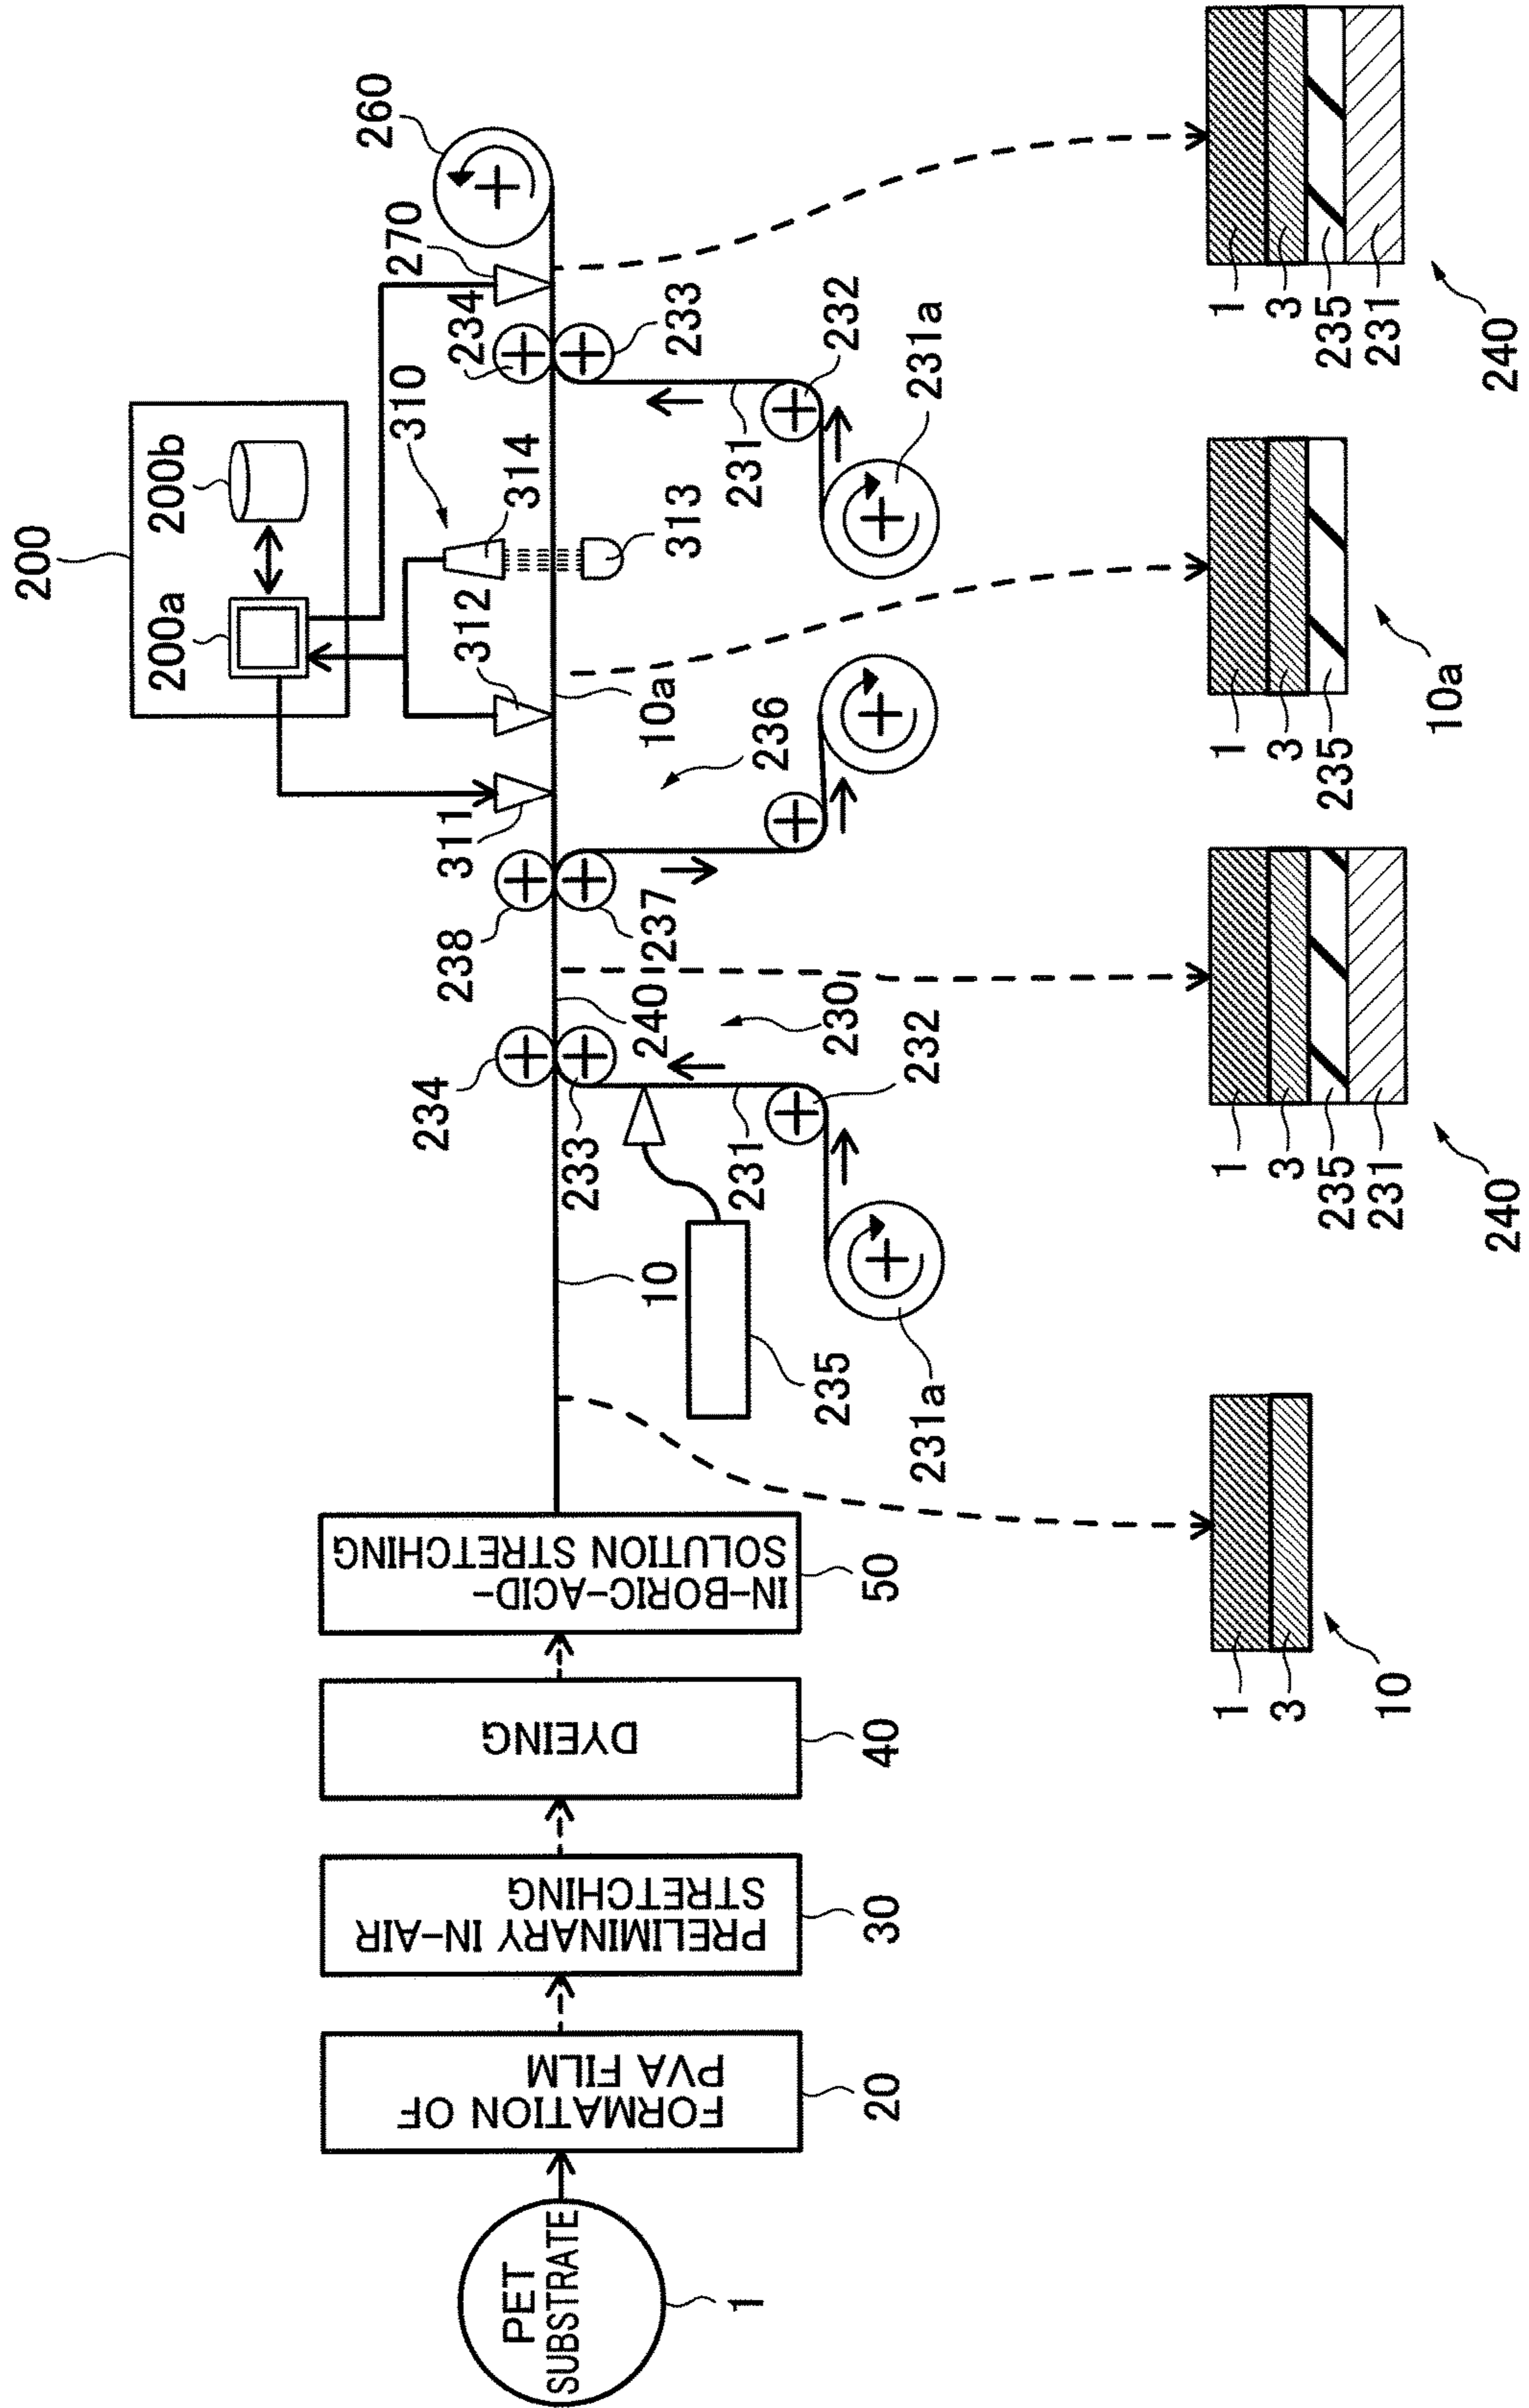 PET
SUBSTRATE
1
FORMATION OF
PVA FILM
20
PRELIMINARY IN-AIR
STRETCHING
30
DYEING
40
IN-BORIC-ACID-
SOLUTION STRETCHING
50
10
235
231a
231
232
233
234
230
240
238
237
236
311
10a
312
200
200a
200b
310
314
313
234
233
231
232
231a
270
260
1
3
10
1
3
235
231
240
1
3
235
10a
1
3
235
231
240